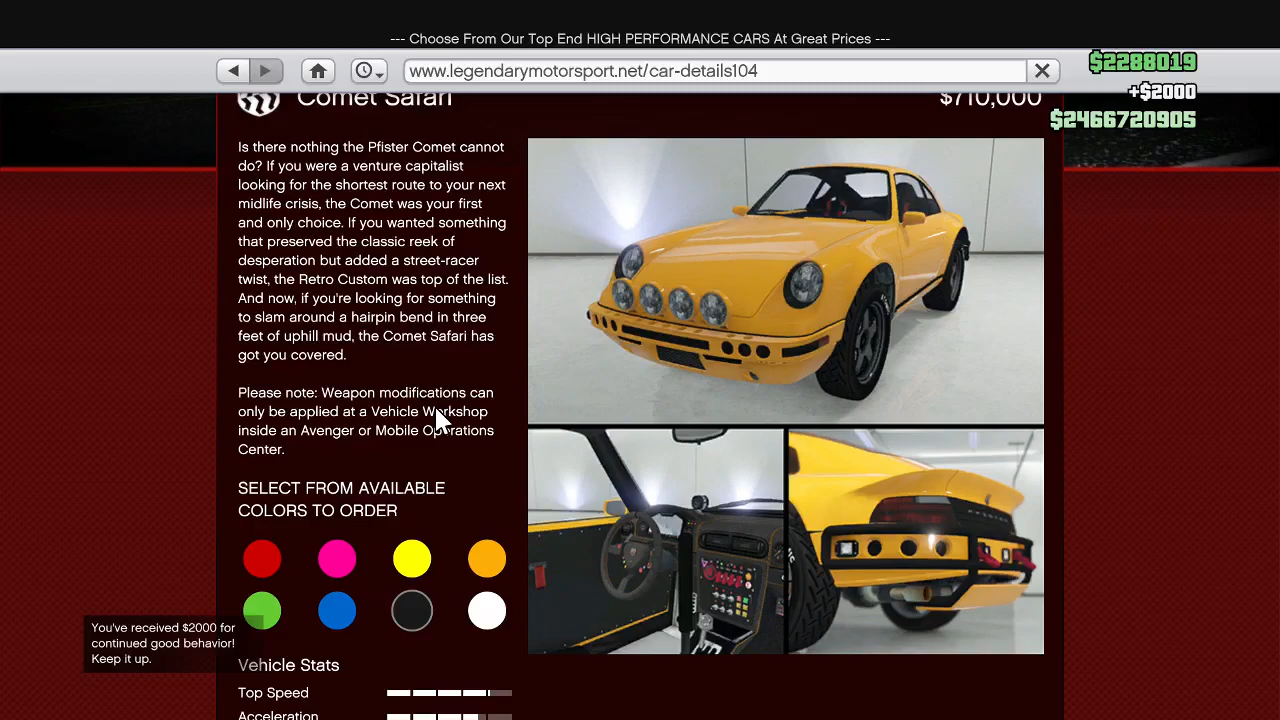 --- Choose From Our Top End HIGH PERFORMANCE CARS At Great Prices ---
www.legendarymotorsport.net/car-details104
$2288019
+$2000
$2466720905
Comet Safari
$710,000
Is there nothing the Pfister Comet cannot
do? If you were a venture capitalist
looking for the shortest route to your next
midlife crisis, the Comet was your first
and only choice. If you wanted something
that preserved the classic reek of
desperation but added a street-racer
twist, the Retro Custom was top of the list.
And now, if you're looking for something
to slam around a hairpin bend in three
feet of uphill mud, the Comet Safari has
got you covered.
Please note: Weapon modifications can
only be applied at a Vehicle Workshop
inside an Avenger or Mobile Operations
Center.
SELECT FROM AVAILABLE
COLORS TO ORDER
You've received $2000 for
continued good behavior!
Keep it up.
Vehicle Stats
Top Speed
Acceleration